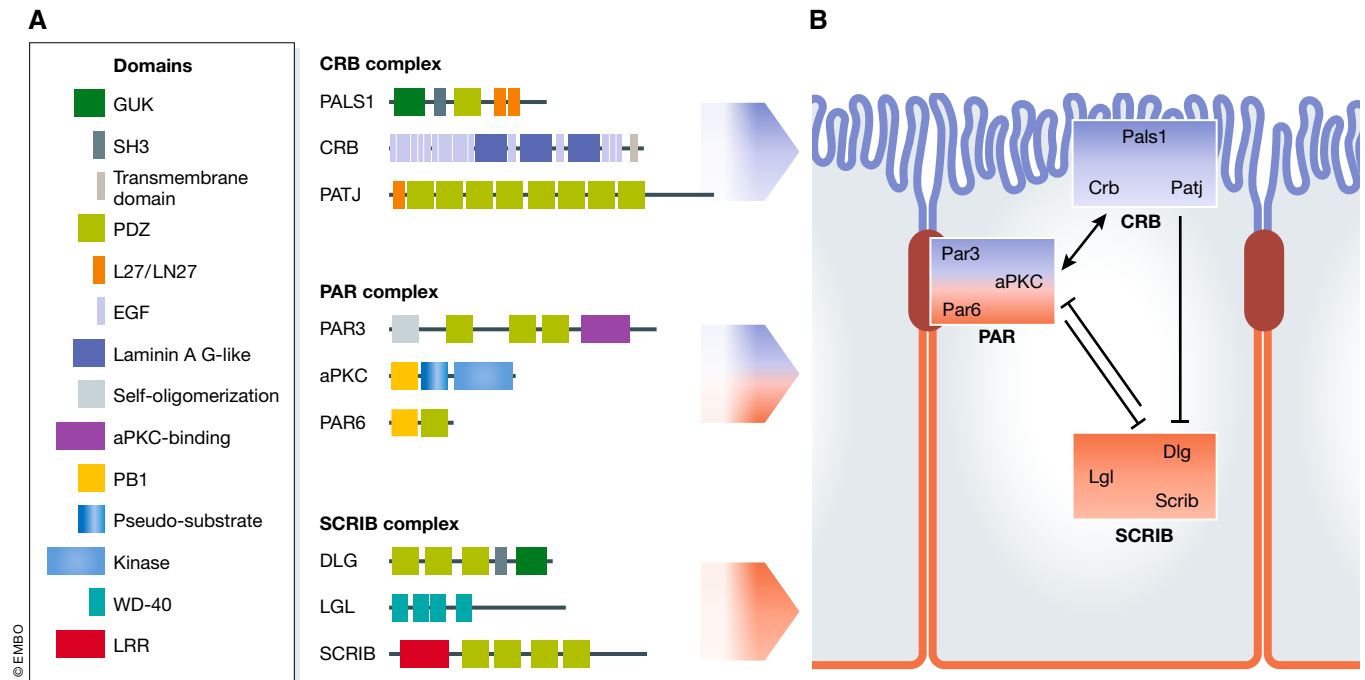 A
Domains
GUK
SH3
Transmembrane
domain
PDZ
L27/LN27
EGF
Laminin A G-like
Self-oligomerization
aPKC-binding
PB1
Pseudo-substrate
Kinase
WD-40
LRR
© EMBO
CRB complex
PALS1
CRB
PATJ
PAR complex
PAR3
aPKC
PAR6
SCRIB complex
DLG
LGL
SCRIB
B
Pals1
Crb Patj
CRB
Par3
aPKC
Par6
PAR
Dlg
Lgl
Scrib
SCRIB